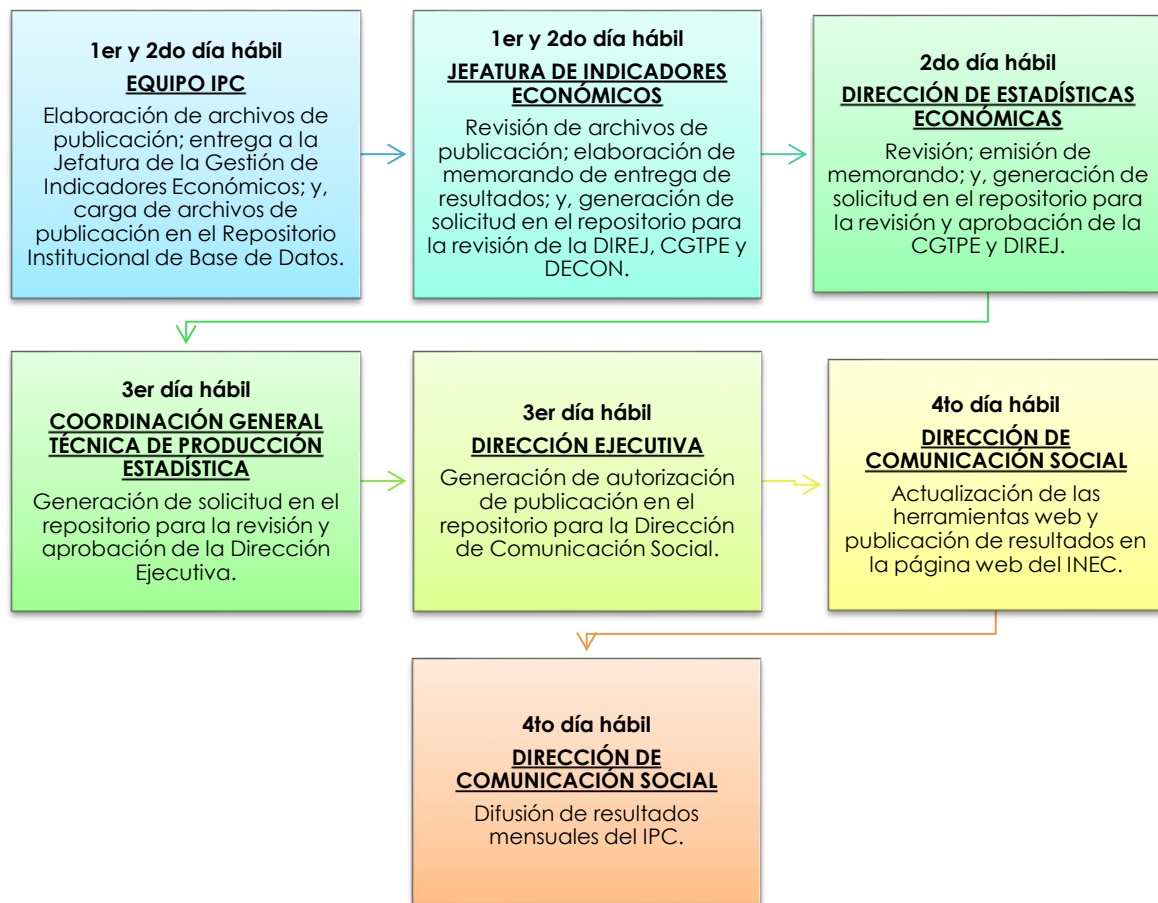 1er y 2do día hábil
EQUIPO IPC
Elaboración de archivos de
publicación; entrega a la
Jefatura de la Gestión de
Indicadores Económicos; y,
carga de archivos de
publicación en el Repositorio
Institucional de Base de Datos.
1er y 2do día hábil
JEFATURA DE INDICADORES
ECONÓMICOS
Revisión de archivos de
publicación; elaboración de
memorando de entrega de
resultados; y, generación de
solicitud en el repositorio para
la revisión de la DIREJ, CGTPE y
DECON.
2do día hábil
DIRECCIÓN DE ESTADÍSTICAS
ECONÓMICAS
Revisión; emisión de
memorando; y, generación de
solicitud en el repositorio para
la revisión y aprobación de la
CGTPE y DIREJ.
3er día hábil
COORDINACIÓN GENERAL
TÉCNICA DE PRODUCCIÓN
ESTADÍSTICA
Generación de solicitud en el
repositorio para la revisión y
aprobación de la Dirección
Ejecutiva.
3er día hábil
DIRECCIÓN EJECUTIVA
Generación de autorización
de publicación en el
repositorio para la Dirección
de Comunicación Social.
4to día hábil
DIRECCIÓN DE
COMUNICACIÓN SOCIAL
Actualización de las
herramientas web y
publicación de resultados en
la página web del INEC.
4to día hábil
DIRECCIÓN DE
COMUNICACIÓN SOCIAL
Difusión de resultados
mensuales del IPC.